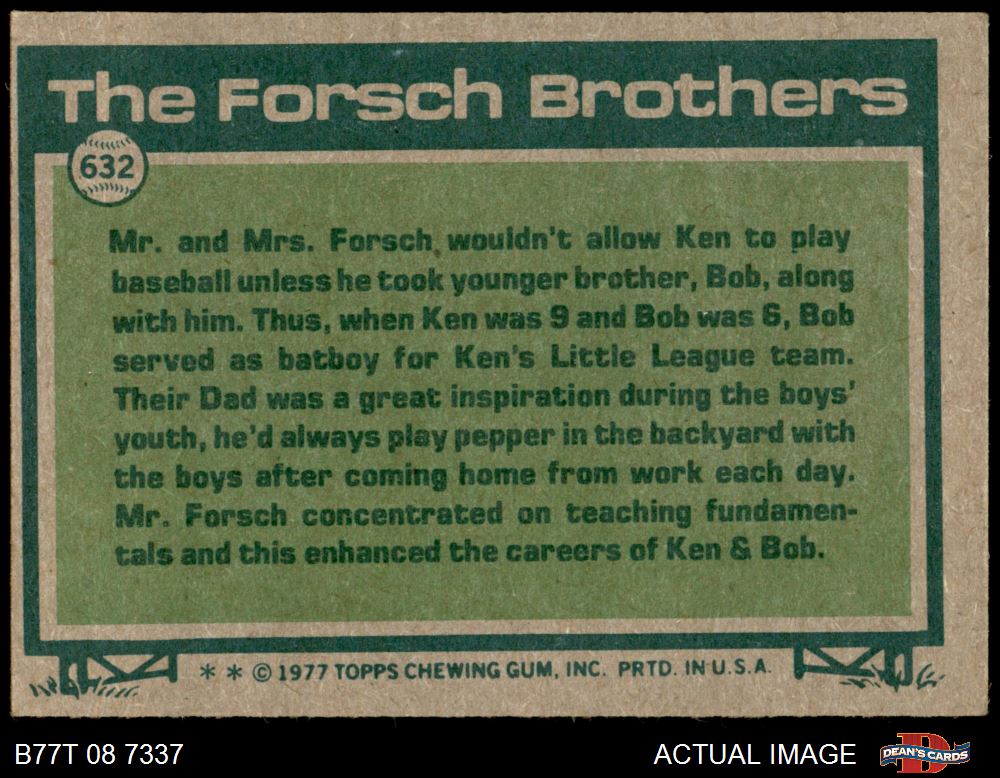 The Forsch Brothers
632
Mr. and Mrs. Forsch wouldn't allow Ken to play
baseball unless he took younger brother, Bob, along
with him. Thus, when Ken was 9 and Bob was 6, Bob
served as batboy for Ken's Little League team.
Their Dad was a great inspiration during the boys'
youth, he'd always play pepper in the backyard with
the boys after coming home from work each day.
Mr. Forsch concentrated on teaching fundamen-
tals and this enhanced the careers of Ken & Bob.
* * © 1977 TOPPS CHEWING GUM, INC. PRTD. IN U.S.A.
B77T 08 7337
ACTUAL IMAGE
D
DEAN'S CARDS